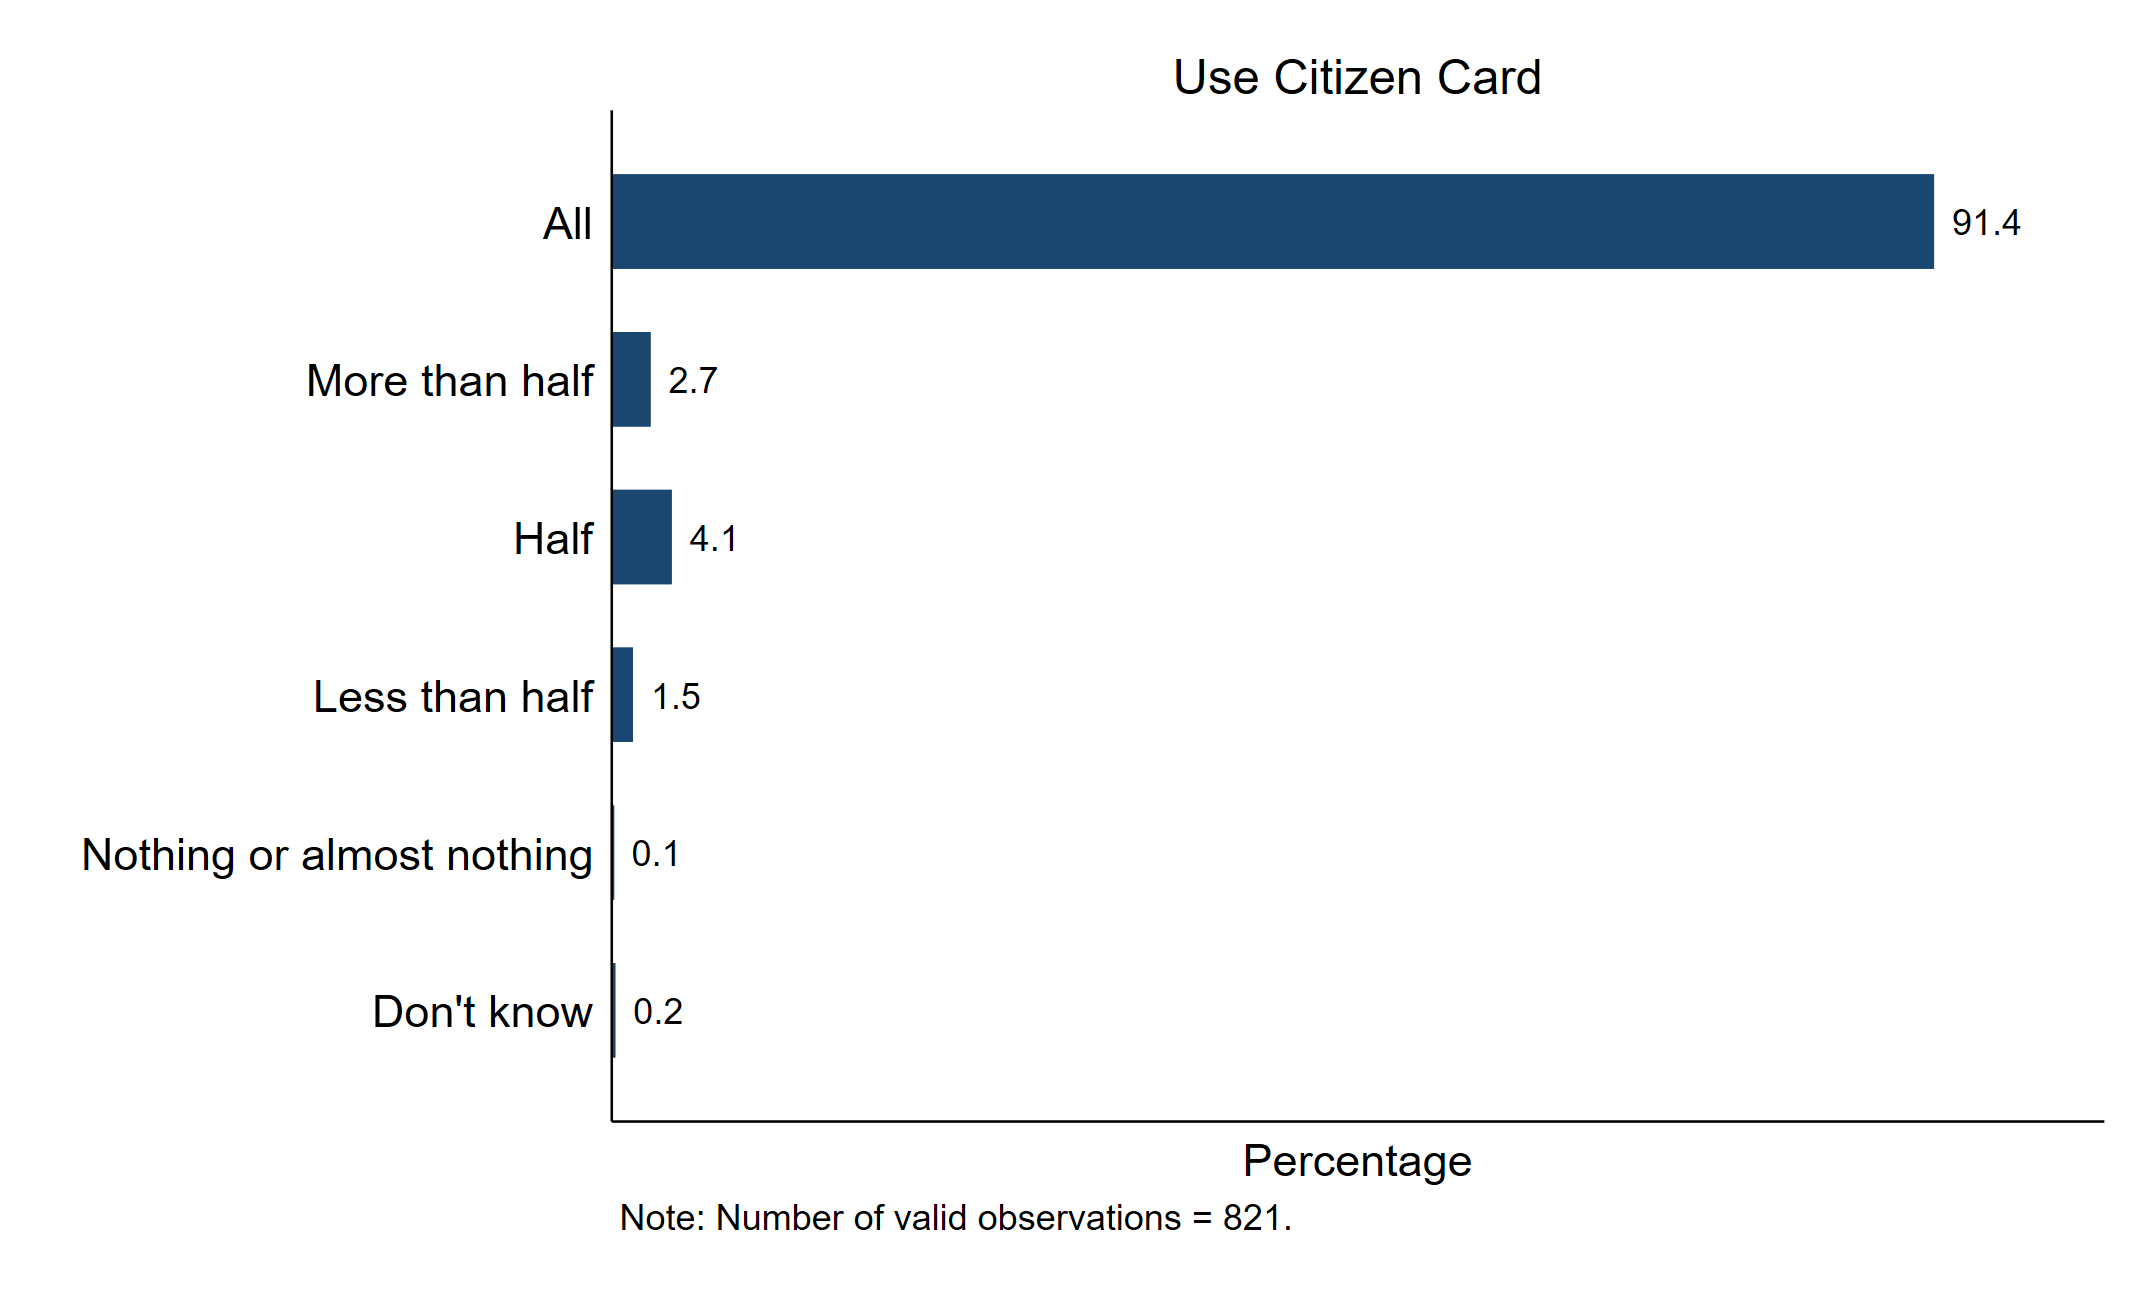 Use Citizen Card
All
91.4
More than half
2.7
Half
4.1
Less than half
1.5
Nothing or almost nothing
0.1
Don't know
0.2
Percentage
Note: Number of valid observations = 821.